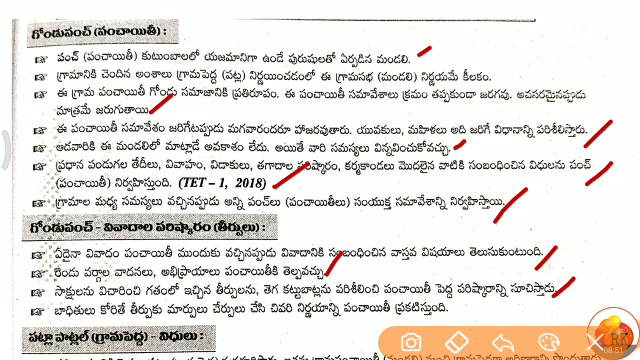 గోండుపంచ్ (పంచాయితీ) :
☞ పంచ్ (పంచాయితీ) కుటుంబాలలో యజమానిగా ఉండే పురుషులతో ఏర్పడిన మండలి.
☞ గ్రామానికి చెందిన అంశాలు గ్రామపెద్ద (పట్ల) నిర్ణయించడంలో ఈ గ్రామసభ (మండలి) నిర్ణయమే కీలకం.
☞ ఈ గ్రామ పంచాయితీ గోండు సమాజానికి ప్రతిరూపం. ఈ పంచాయితీ సమావేశాలు క్రమం తప్పకుండా జరగవు. అవసరమైనప్పుడు
మాత్రమే జరుగుతాయి.
☞ ఈ పంచాయితీ సమావేశం జరిగేటప్పుడు మగవారందరూ హాజరవుతారు. యువకులు, మహిళలు అది జరిగే విధానాన్ని పరిశీలిస్తారు.
☞ ఆడవారికి ఈ మండలిలో మాట్లాడే అవకాశం లేదు. అయితే వారి సమస్యలు విన్నవించుకోవచ్చు.
☞ ప్రధాన పండుగల తేదీలు, వివాహం, విడాకులు, తగాదాల పరిష్కారం, కర్మకాండలు మొదలైన వాటికి సంబంధించిన విధులను పంచ్
(పంచాయితీ) నిర్వహిస్తుంది. (TET – 1, 2018)
☞ గ్రామాల మధ్య సమస్యలు వచ్చినప్పుడు అన్ని పంచ్‌లు (పంచాయితీలు) సంయుక్త సమావేశాన్ని నిర్వహిస్తాయి.
గోండుపంచ్ - వివాదాల పరిష్కారం (తీర్పులు) :
☞ ఏదైనా వివాదం పంచాయితీ ముందుకు వచ్చినప్పుడు వివాదానికి సంబంధించిన వాస్తవ విషయాలు తెలుసుకుంటుంది.
☞ రెండు వర్గాల వాదనలు, అభిప్రాయాలు పంచాయితీకి తెల్పవచ్చు.
☞ సాక్షులను విచారించి గతంలో ఇచ్చిన తీర్పులను, తెగ కట్టుబాట్లను పరిశీలించి పంచాయితీ పెద్ద పరిష్కారాన్ని సూచిస్తాడు.
☞ బాధితులు కోరితే తీర్పుకు మార్పులు చేర్పులు చేసి చివరి నిర్ణయాన్ని పంచాయితీ ప్రకటిస్తుంది.
పట్లా పాట్లల్ (గ్రామపెద్ద) - విధులు :
09:51